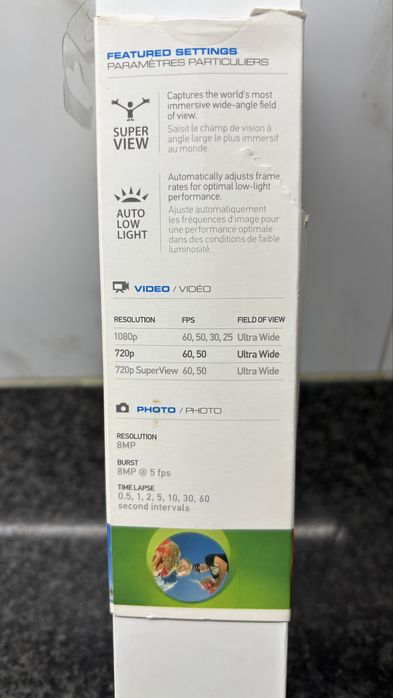 FEATURED SETTINGS
PARAMÈTRES PARTICULIERS
SUPER
VIEW
Captures the world's most
immersive wide-angle field
of view.
Saisit le champ de vision à
angle large le plus immersif
au monde.
AUTO
LOW
LIGHT
Automatically adjusts frame
rates for optimal low-light
performance.
Ajuste automatiquement
les fréquences d'image pour
une performance optimale
dans des conditions de faible
luminosité.
VIDEO / VIDÉO
RESOLUTION FPS FIELD OF VIEW
1080p 60, 50, 30, 25 Ultra Wide
720p 60, 50 Ultra Wide
720p SuperView 60, 50 Ultra Wide
PHOTO / PHOTO
RESOLUTION
8MP
BURST
8MP @ 5 fps
TIME LAPSE
0.5, 1, 2, 5, 10, 30, 60
second intervals